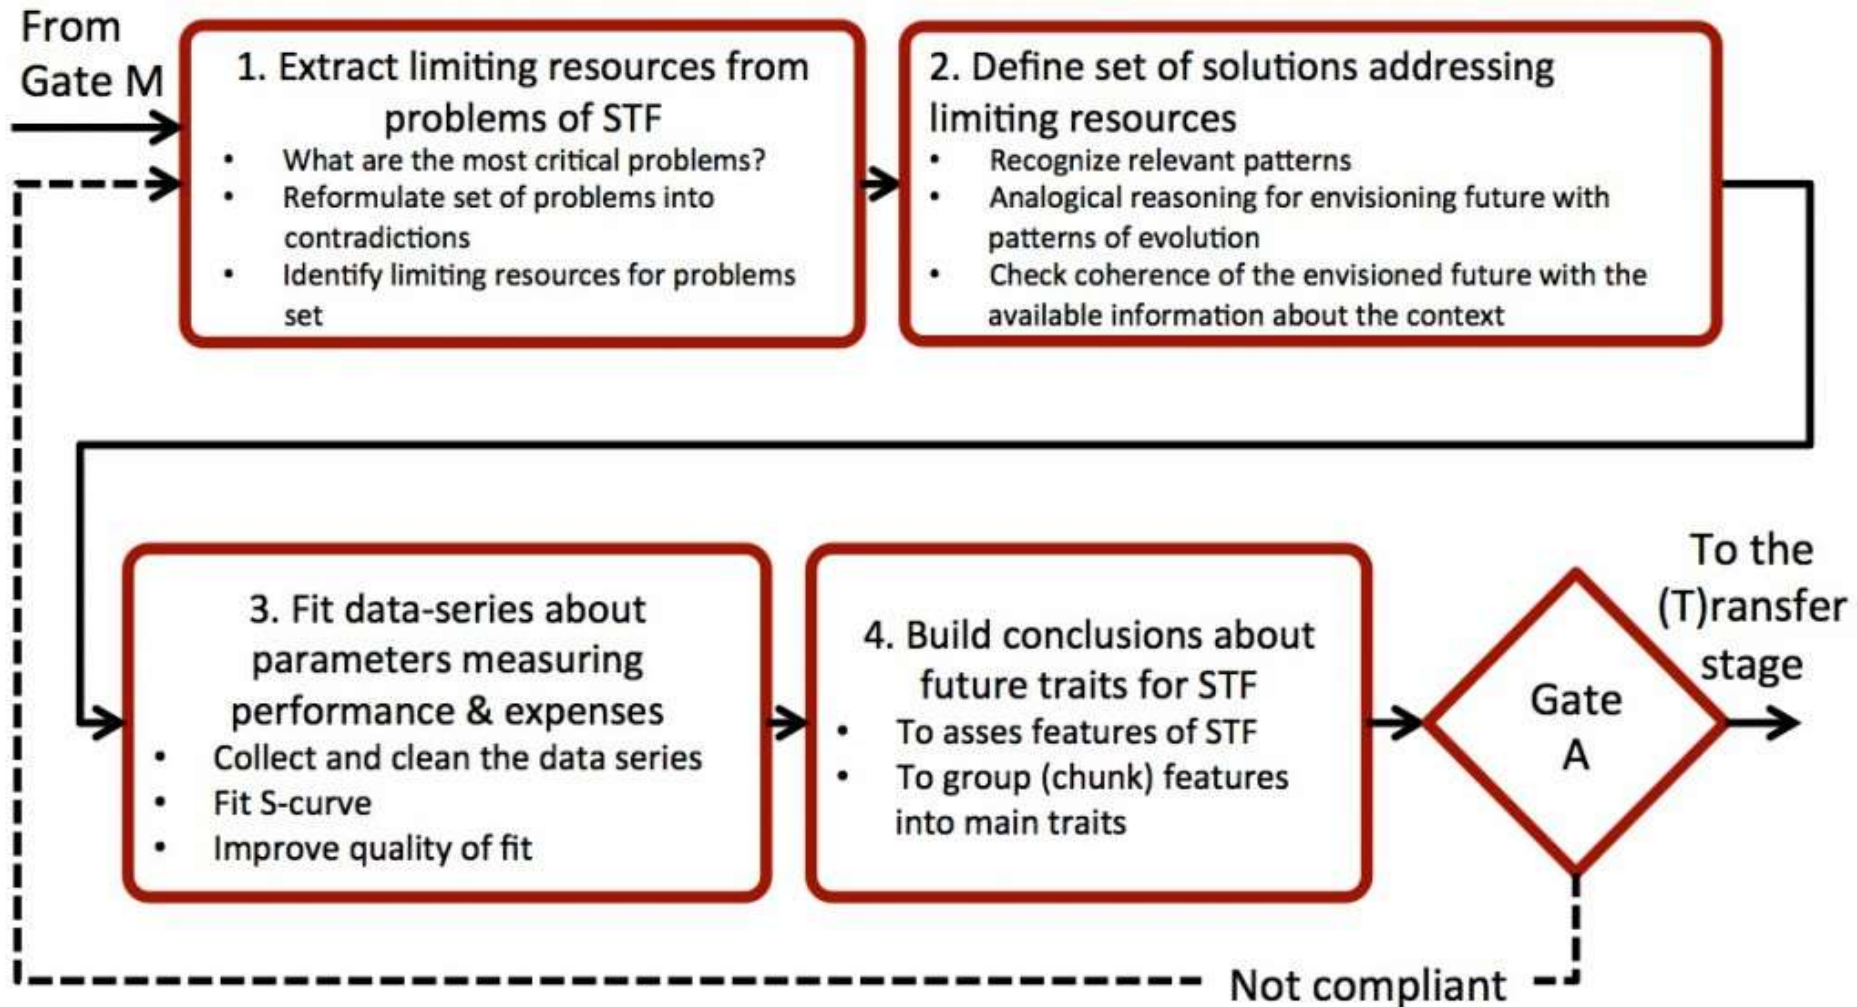 From
Gate M
1. Extract limiting resources from
problems of STF
• What are the most critical problems?
• Reformulate set of problems into
contradictions
• Identify limiting resources for problems
set
2. Define set of solutions addressing
limiting resources
• Recognize relevant patterns
• Analogical reasoning for envisioning future with
patterns of evolution
• Check coherence of the envisioned future with the
available information about the context
3. Fit data-series about
parameters measuring
performance & expenses
• Collect and clean the data series
• Fit S-curve
• Improve quality of fit
4. Build conclusions about
future traits for STF
• To asses features of STF
• To group (chunk) features
into main traits
Gate
A
To the
(T)ransfer
stage
Not compliant